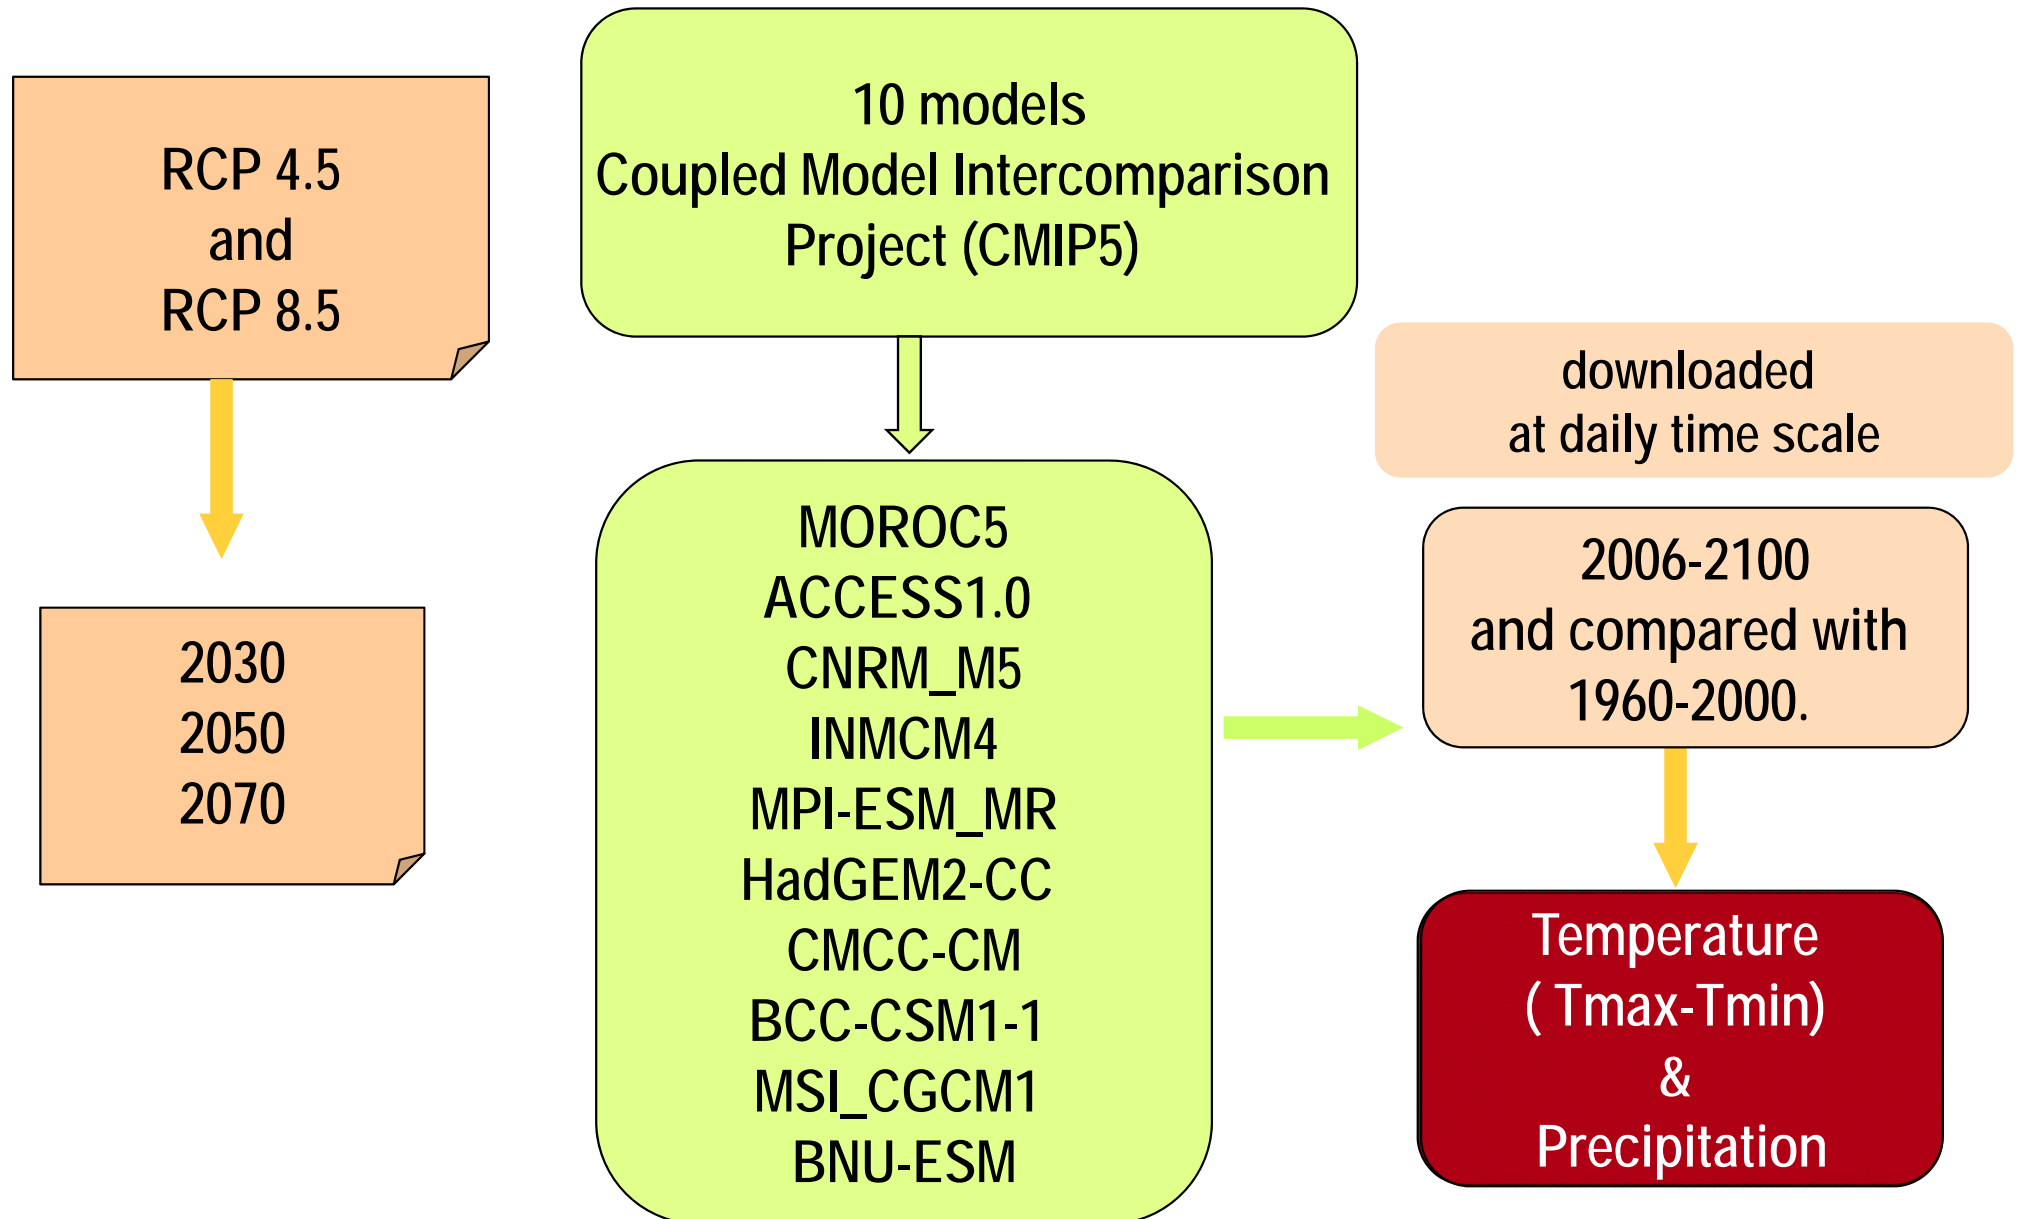 RCP 4.5
and
RCP 8.5
2030
2050
2070
10 models
Coupled Model Intercomparison
Project (CMIP5)
MOROC5
ACCESS1.0
CNRM_M5
INMCM4
MPI-ESM_MR
HadGEM2-CC
CMCC-CM
BCC-CSM1-1
MSI_CGCM1
BNU-ESM
downloaded
at daily time scale
2006-2100
and compared with
1960-2000.
Temperature
( Tmax-Tmin)
&
Precipitation